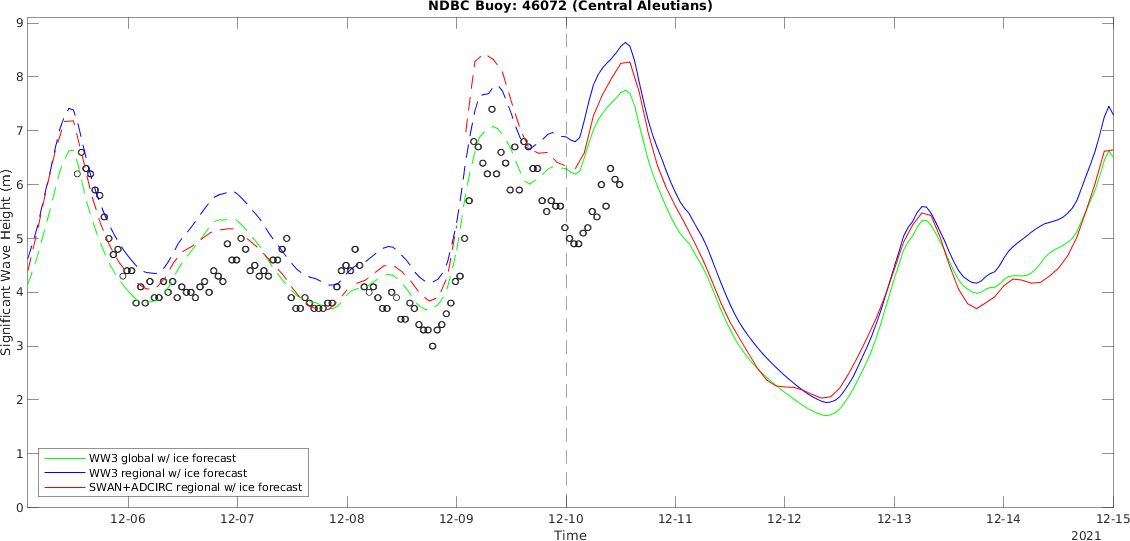 NDBC Buoy: 46072 (Central Aleutians)
Significant Wave Height (m)
9
8
7
6
5
4
3
2
1
0
WW3 global w/ ice forecast
WW3 regional w/ ice forecast
SWAN+ADCIRC regional w/ ice forecast
12-06 12-07 12-08 12-09 12-10 12-11 12-12 12-13 12-14 12-15
Time
2021